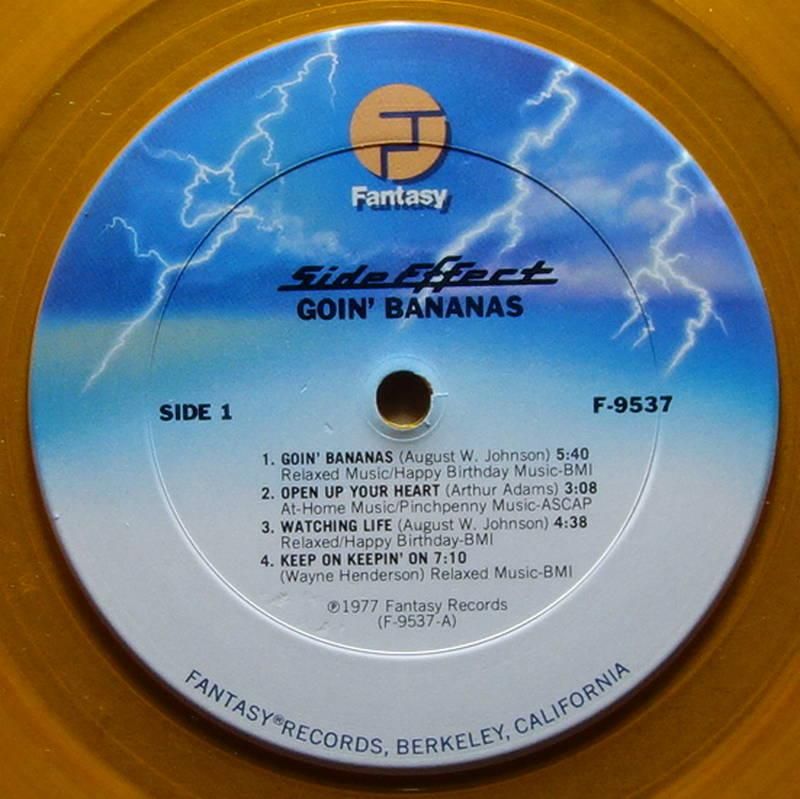 Fantasy
Side Effect
GOIN' BANANAS
SIDE 1
F-9537
1. GOIN' BANANAS (August W. Johnson) 5:40
Relaxed Music/Happy Birthday Music-BMI
2. OPEN UP YOUR HEART (Arthur Adams) 3:08
At-Home Music/Pinchpenny Music-ASCAP
3. WATCHING LIFE (August W. Johnson) 4:38
Relaxed/Happy Birthday-BMI
4. KEEP ON KEEPIN' ON 7:10
(Wayne Henderson) Relaxed Music-BMI
℗1977 Fantasy Records
(F-9537-A)
FANTASY® RECORDS, BERKELEY, CALIFORNIA